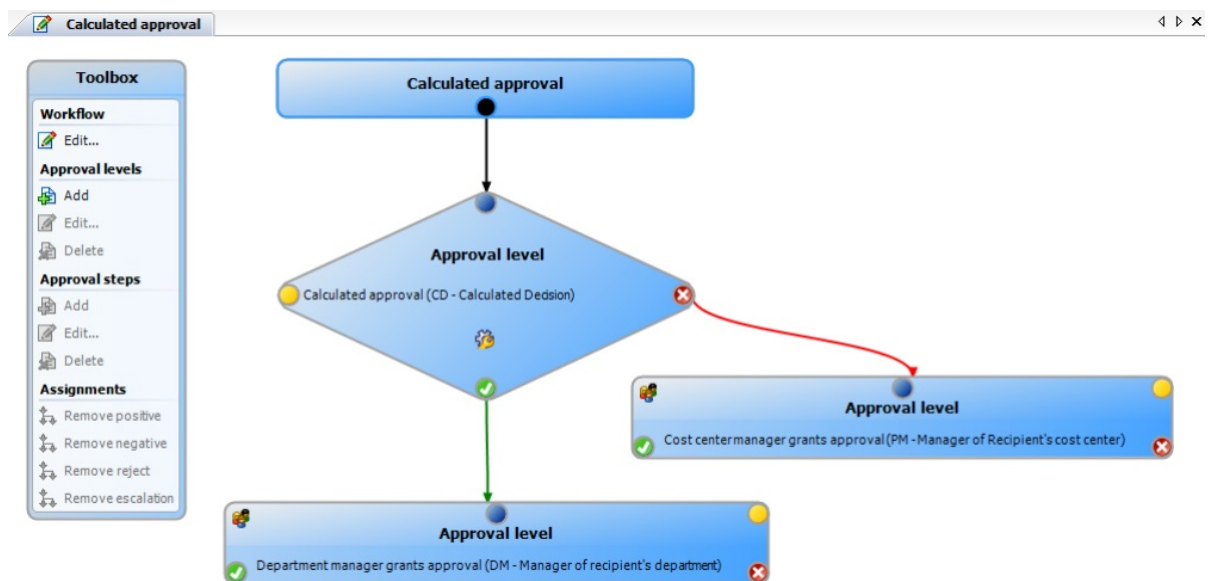 Calculated approval
Toolbox
Workflow
Edit...
Approval levels
Add
Edit...
Delete
Approval steps
Add
Edit...
Delete
Assignments
Remove positive
Remove negative
Remove reject
Remove escalation
Calculated approval
Approval level
Calculated approval (CD - Calculated Decision)
Approval level
Cost center manager grants approval (PM - Manager of Recipient's cost center)
Approval level
Department manager grants approval (DM - Manager of recipient's department)